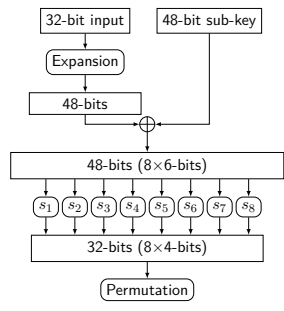 32-bit input 48-bit sub-key
Expansion
48-bits
48-bits (8×6-bits)
s₁ s₂ s₃ s₄ s₅ s₆ s₇ s₈
32-bits (8×4-bits)
Permutation